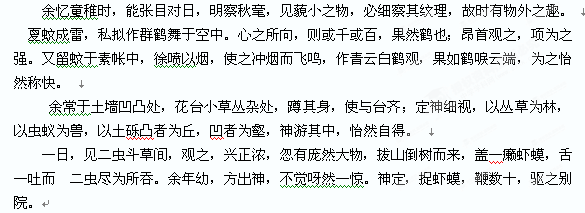 余忆童稚时，能张目对日，明察秋毫，见藐小之物，必细察其纹理，故时有物外之趣。
夏蚊成雷，私拟作群鹤舞于空中。心之所向，则或千或百，果然鹤也；昂首观之，项为之
强。又留蚊于素帐中，徐喷以烟，使之冲烟而飞鸣，作青云白鹤观，果如鹤唳云端，为之怡
然称快。
余常于土墙凹凸处，花台小草丛杂处，蹲其身，使与台齐；定神细视，以丛草为林，
以虫蚁为兽，以土砾凸者为丘，凹者为壑，神游其中，怡然自得。
一日，见二虫斗草间，观之，兴正浓，忽有庞然大物，拔山倒树而来，盖一癞虾蟆，舌
一吐而 二虫尽为所吞。余年幼，方出神，不觉呀然一惊。神定，捉虾蟆，鞭数十，驱之别
院。